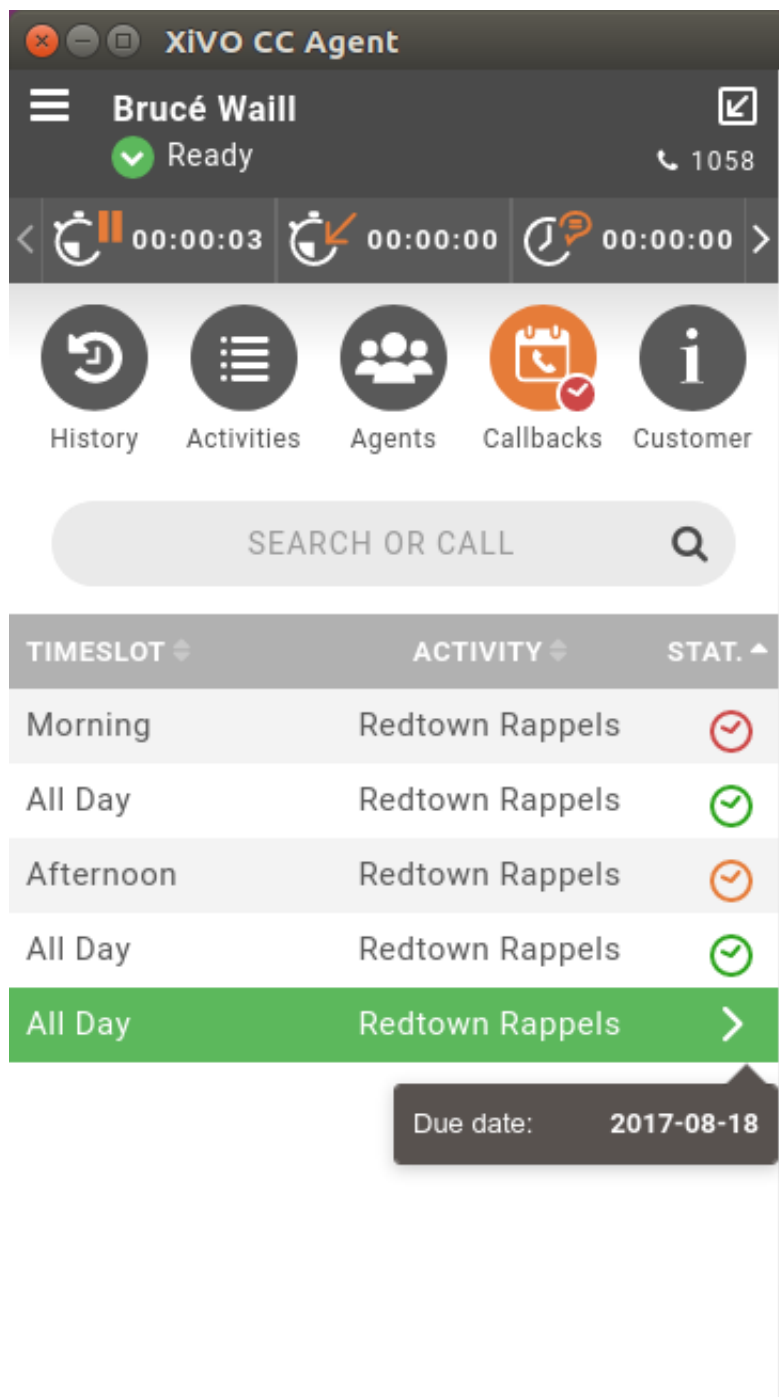 XiVO CC Agent
Brucé Waill
Ready
1058
00:00:03 00:00:00 00:00:00
History Activities Agents Callbacks Customer
SEARCH OR CALL
TIMESLOT ACTIVITY STAT.
Morning Redtown Rappels
All Day Redtown Rappels
Afternoon Redtown Rappels
All Day Redtown Rappels
All Day Redtown Rappels
Due date: 2017-08-18